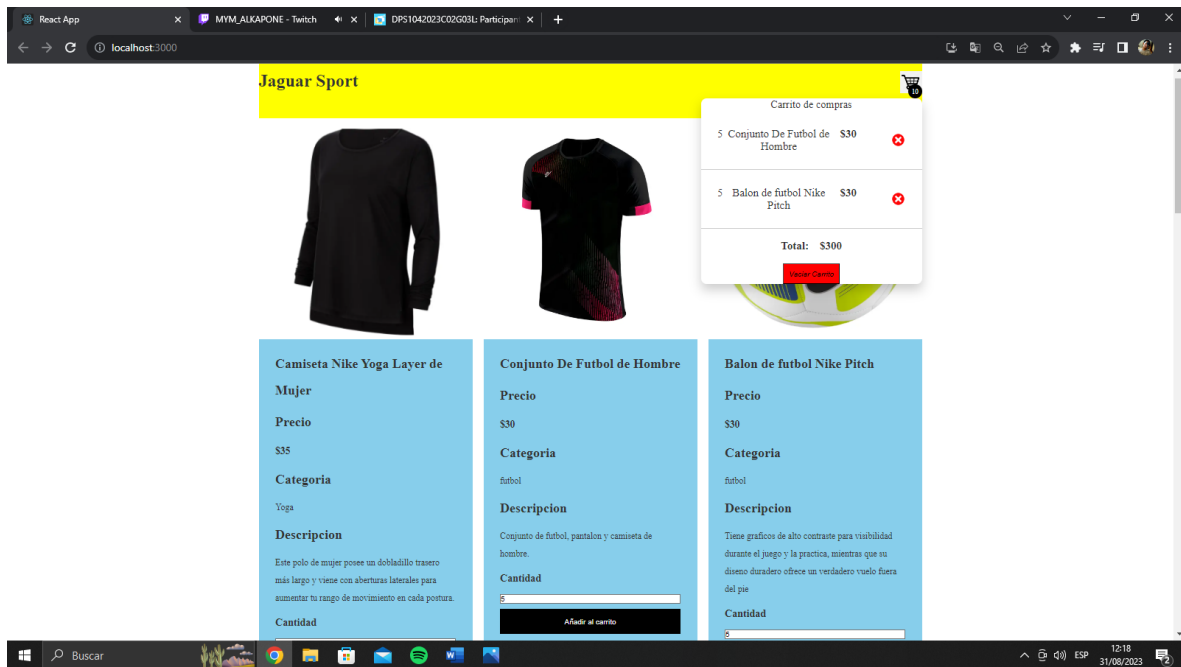 React App
MYM_ALKAPONE - Twitch
DPS1042023C02G03L: Participan
localhost:3000
Jaguar Sport
10
Carrito de compras
5 Conjunto De Futbol de $30
Hombre
5 Balon de futbol Nike $30
Pitch
Total: $300
Vaciar Carrito
Camiseta Nike Yoga Layer de
Mujer
Precio
$35
Categoria
Yoga
Descripcion
Este polo de mujer posee un dobladillo trasero
más largo y viene con aberturas laterales para
aumentar tu rango de movimiento en cada postura.
Cantidad
Conjunto De Futbol de Hombre
Precio
$30
Categoria
futbol
Descripcion
Conjunto de futbol, pantalon y camiseta de
hombre.
Cantidad
5
Añadir al carrito
Balon de futbol Nike Pitch
Precio
$30
Categoria
futbol
Descripcion
Tiene graficos de alto contraste para visibilidad
durante el juego y la practica, mientras que su
diseno duradero ofrece un verdadero vuelo fuera
del pie
Cantidad
5
Buscar
ESP
12:18
31/08/2023
2